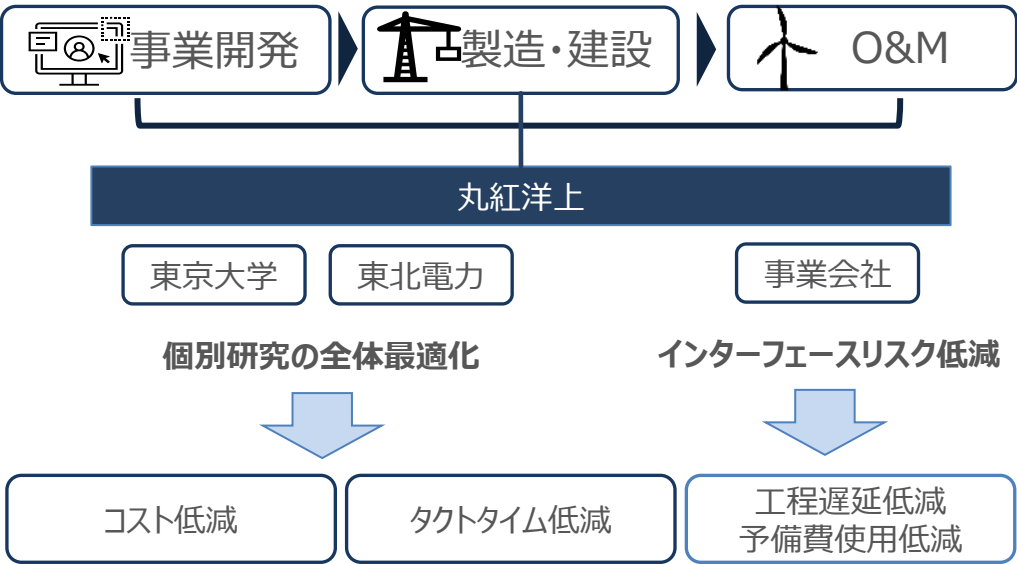 事業開発
製造・建設
O&M
丸紅洋上
東京大学
東北電力
事業会社
個別研究の全体最適化
インターフェースリスク低減
コスト低減
タクトタイム低減
工程遅延低減
予備費使用低減